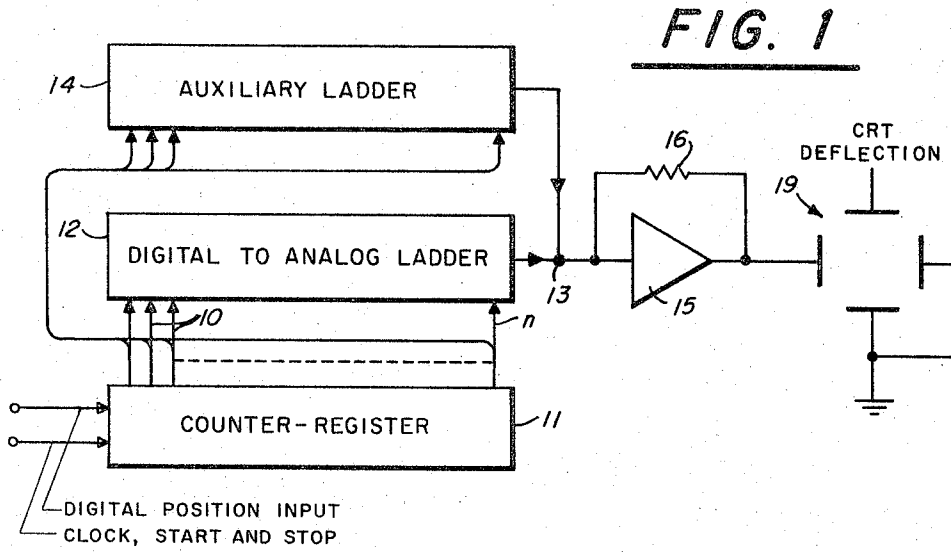 FIG. 1
14
AUXILIARY LADDER
16
CRT
DEFLECTION
19
12
DIGITAL TO ANALOG LADDER
13
15
10
n
COUNTER-REGISTER
11
DIGITAL POSITION INPUT
CLOCK, START AND STOP